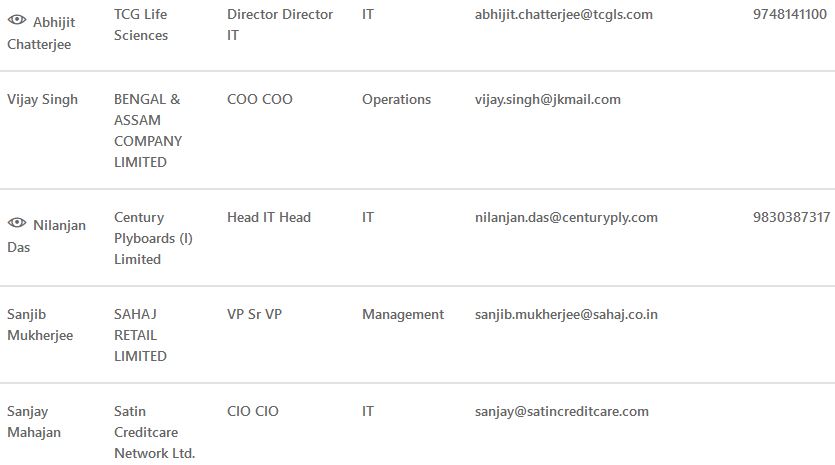 Abhijit Chatterjee TCG Life Sciences Director Director IT IT abhijit.chatterjee@tcgls.com 9748141100
Vijay Singh BENGAL & ASSAM COMPANY LIMITED COO COO Operations vijay.singh@jkmail.com
Nilanjan Das Century Plyboards (I) Limited Head IT Head IT nilanjan.das@centuryply.com 9830387317
Sanjib Mukherjee SAHAJ RETAIL LIMITED VP Sr VP Management sanjib.mukherjee@sahaj.co.in
Sanjay Mahajan Satin Creditcare Network Ltd. CIO CIO IT sanjay@satincreditcare.com